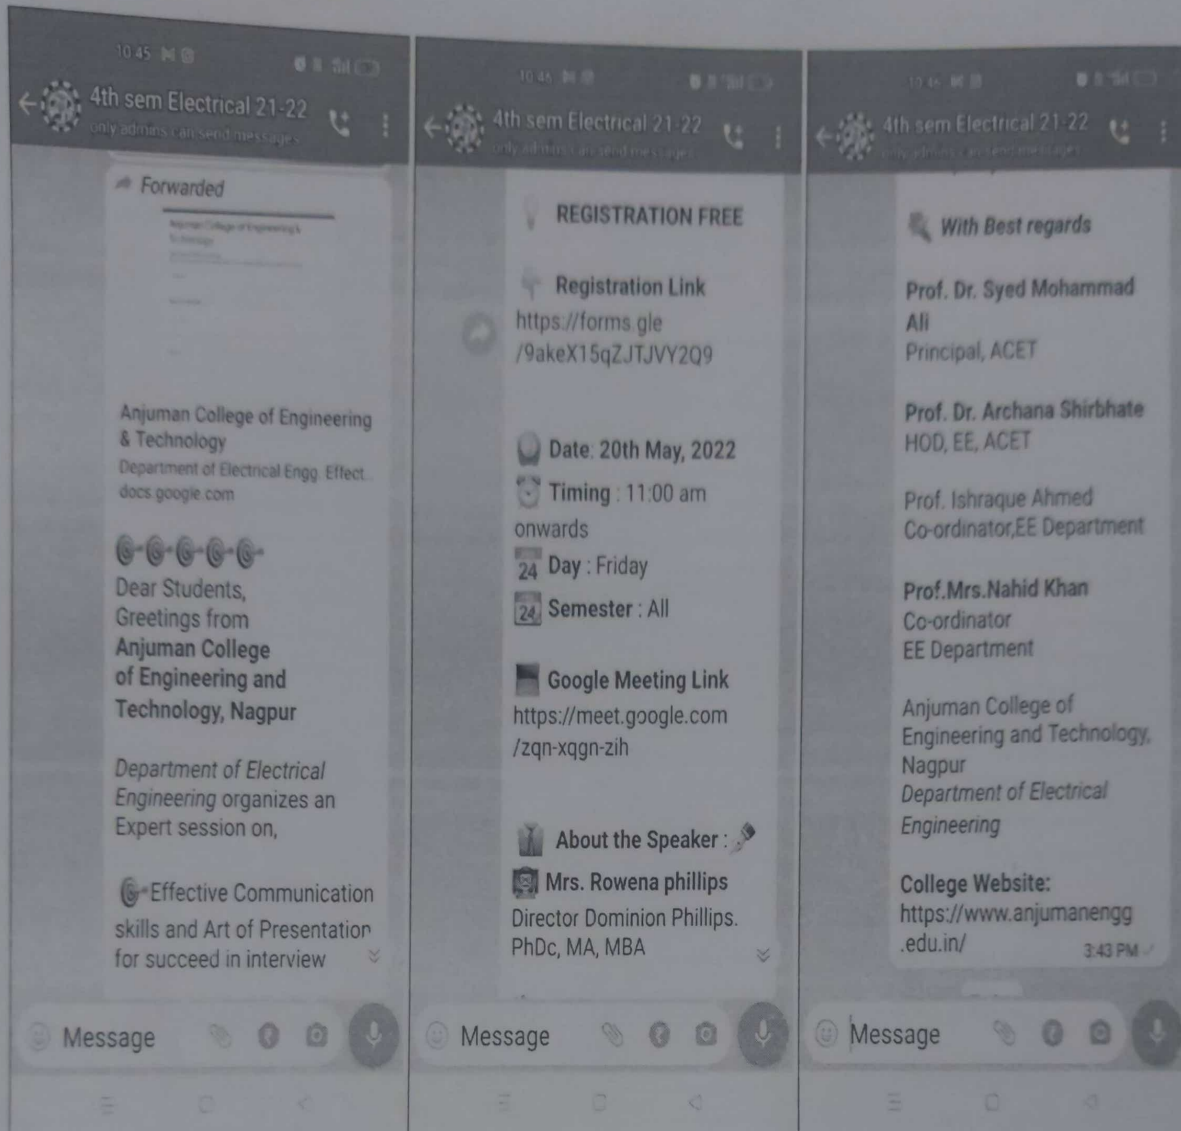 10:45
4th sem Electrical 21-22
only admins can send messages
Forwarded
Anjuman College of Engineering &
Technology
Anjuman College of Engineering
& Technology
Department of Electrical Engg. Effect..
docs.google.com
Dear Students,
Greetings from
Anjuman College
of Engineering and
Technology, Nagpur
Department of Electrical
Engineering organizes an
Expert session on,
Effective Communication
skills and Art of Presentation
for succeed in interview
Message
10:46
4th sem Electrical 21-22
only admins can send messages
REGISTRATION FREE
Registration Link
https://forms.gle
/9akeX15qZJTJVY2Q9
Date: 20th May, 2022
Timing : 11:00 am
onwards
24 Day : Friday
24 Semester : All
Google Meeting Link
https://meet.google.com
/zqn-xqgn-zih
About the Speaker :
Mrs. Rowena phillips
Director Dominion Phillips.
PhDc, MA, MBA
Message
10:46
4th sem Electrical 21-22
only admins can send messages
With Best regards
Prof. Dr. Syed Mohammad
Ali
Principal, ACET
Prof. Dr. Archana Shirbhate
HOD, EE, ACET
Prof. Ishraque Ahmed
Co-ordinator,EE Department
Prof.Mrs.Nahid Khan
Co-ordinator
EE Department
Anjuman College of
Engineering and Technology,
Nagpur
Department of Electrical
Engineering
College Website:
https://www.anjumanengg
.edu.in/
3:43 PM
Message